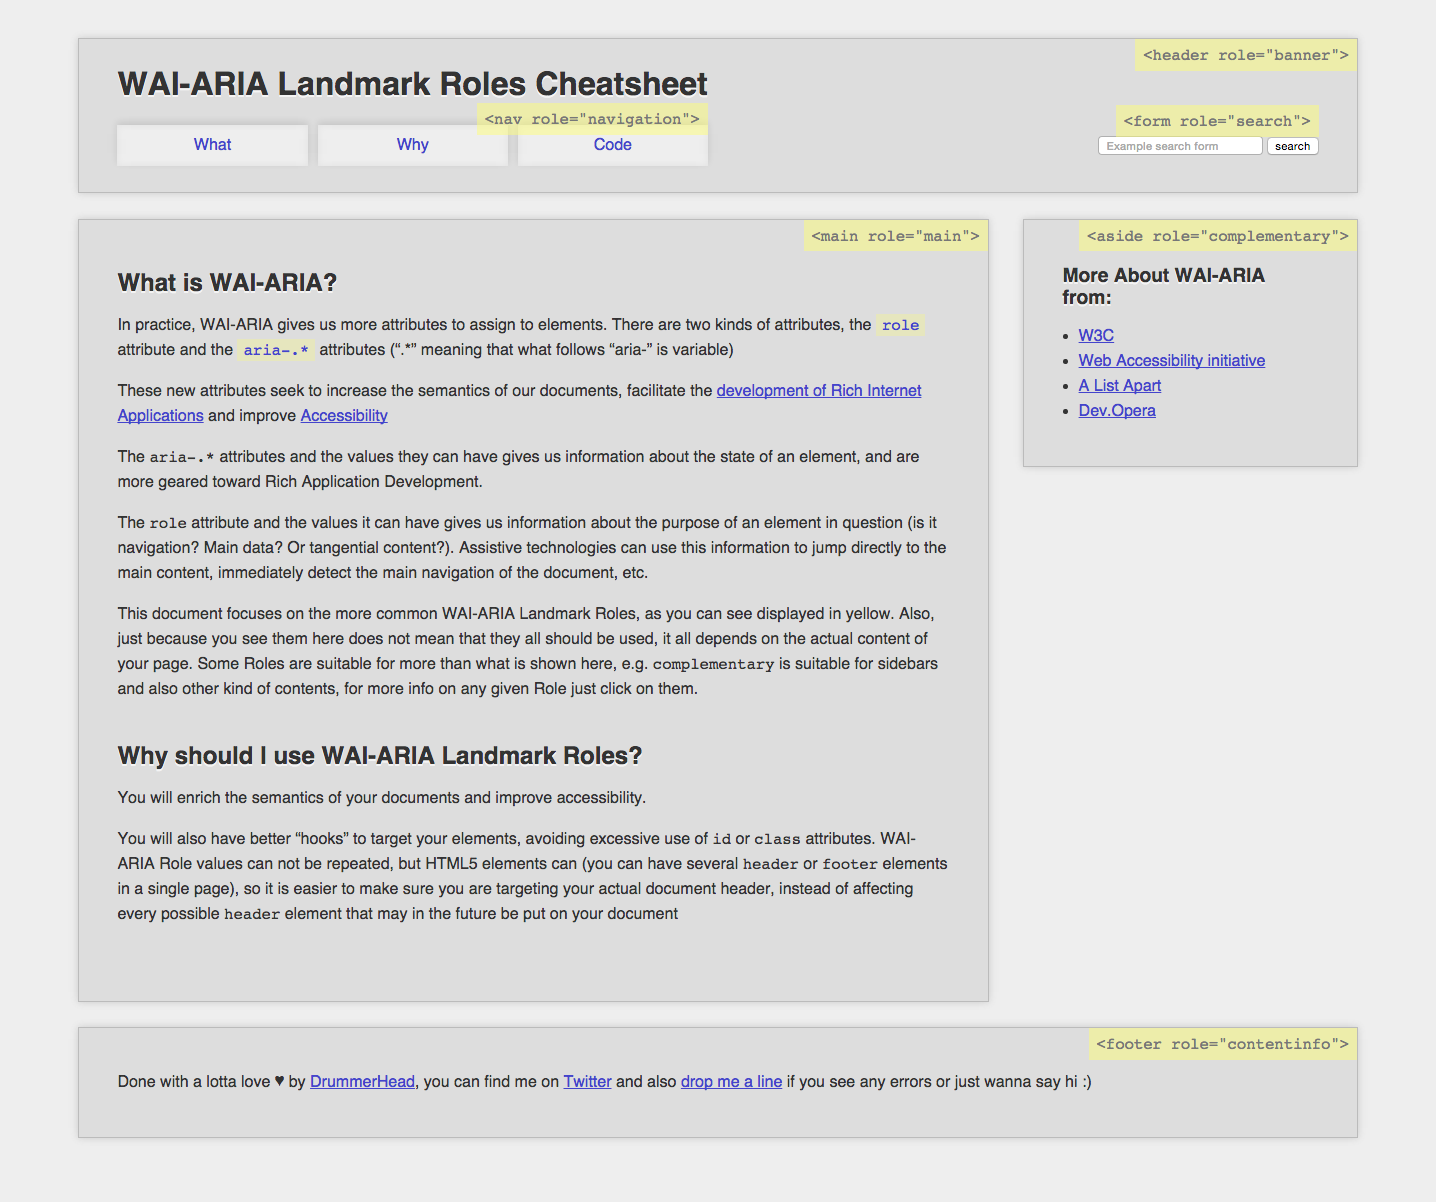 <header role="banner">
WAI-ARIA Landmark Roles Cheatsheet
<nav role="navigation">
What
Why
Code
<form role="search">
Example search form
search
<main role="main">
What is WAI-ARIA?
In practice, WAI-ARIA gives us more attributes to assign to elements. There are two kinds of attributes, the role
attribute and the aria-.* attributes (“.*” meaning that what follows “aria-” is variable)
These new attributes seek to increase the semantics of our documents, facilitate the development of Rich Internet
Applications and improve Accessibility
The aria-.* attributes and the values they can have gives us information about the state of an element, and are
more geared toward Rich Application Development.
The role attribute and the values it can have gives us information about the purpose of an element in question (is it
navigation? Main data? Or tangential content?). Assistive technologies can use this information to jump directly to the
main content, immediately detect the main navigation of the document, etc.
This document focuses on the more common WAI-ARIA Landmark Roles, as you can see displayed in yellow. Also,
just because you see them here does not mean that they all should be used, it all depends on the actual content of
your page. Some Roles are suitable for more than what is shown here, e.g. complementary is suitable for sidebars
and also other kind of contents, for more info on any given Role just click on them.
Why should I use WAI-ARIA Landmark Roles?
You will enrich the semantics of your documents and improve accessibility.
You will also have better “hooks” to target your elements, avoiding excessive use of id or class attributes. WAI-
ARIA Role values can not be repeated, but HTML5 elements can (you can have several header or footer elements
in a single page), so it is easier to make sure you are targeting your actual document header, instead of affecting
every possible header element that may in the future be put on your document
<aside role="complementary">
More About WAI-ARIA
from:
• W3C
• Web Accessibility initiative
• A List Apart
• Dev.Opera
<footer role="contentinfo">
Done with a lotta love ♥ by DrummerHead, you can find me on Twitter and also drop me a line if you see any errors or just wanna say hi :)